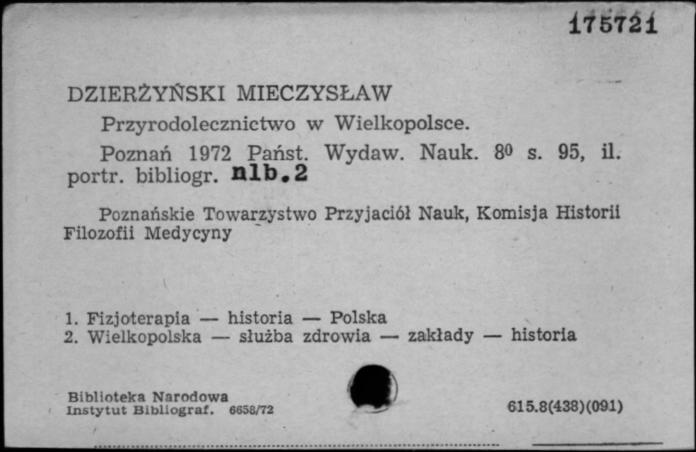 175721
DZIERŻYŃSKI MIECZYSŁAW
Przyrodolecznictwo w Wielkopolsce.
Poznań 1972 Państ. Wydaw. Nauk. 8⁰ s. 95, il.
portr. bibliogr. nlb.2
Poznańskie Towarzystwo Przyjaciół Nauk, Komisja Historii
Filozofii Medycyny
1. Fizjoterapia — historia — Polska
2. Wielkopolska — służba zdrowia — zakłady — historia
Biblioteka Narodowa
Instytut Bibliograf. 6658/72
615.8(438)(091)